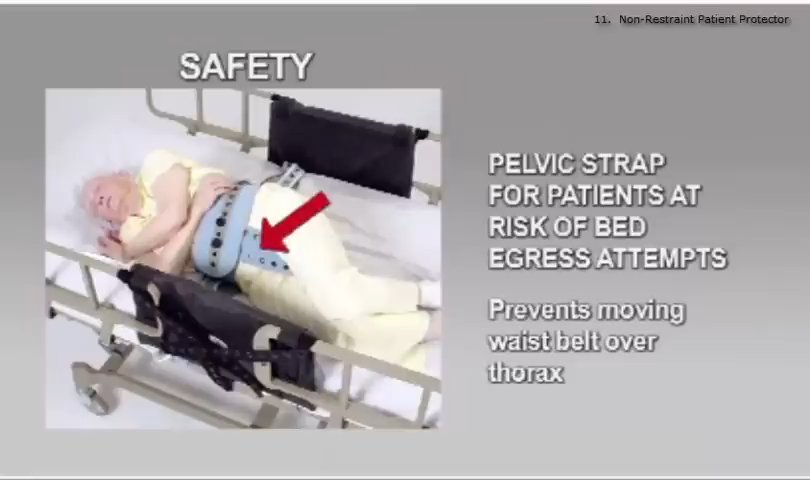 11. Non-Restraint Patient Protector
SAFETY
PELVIC STRAP
FOR PATIENTS AT
RISK OF BED
EGRESS ATTEMPTS
Prevents moving
waist belt over
thorax